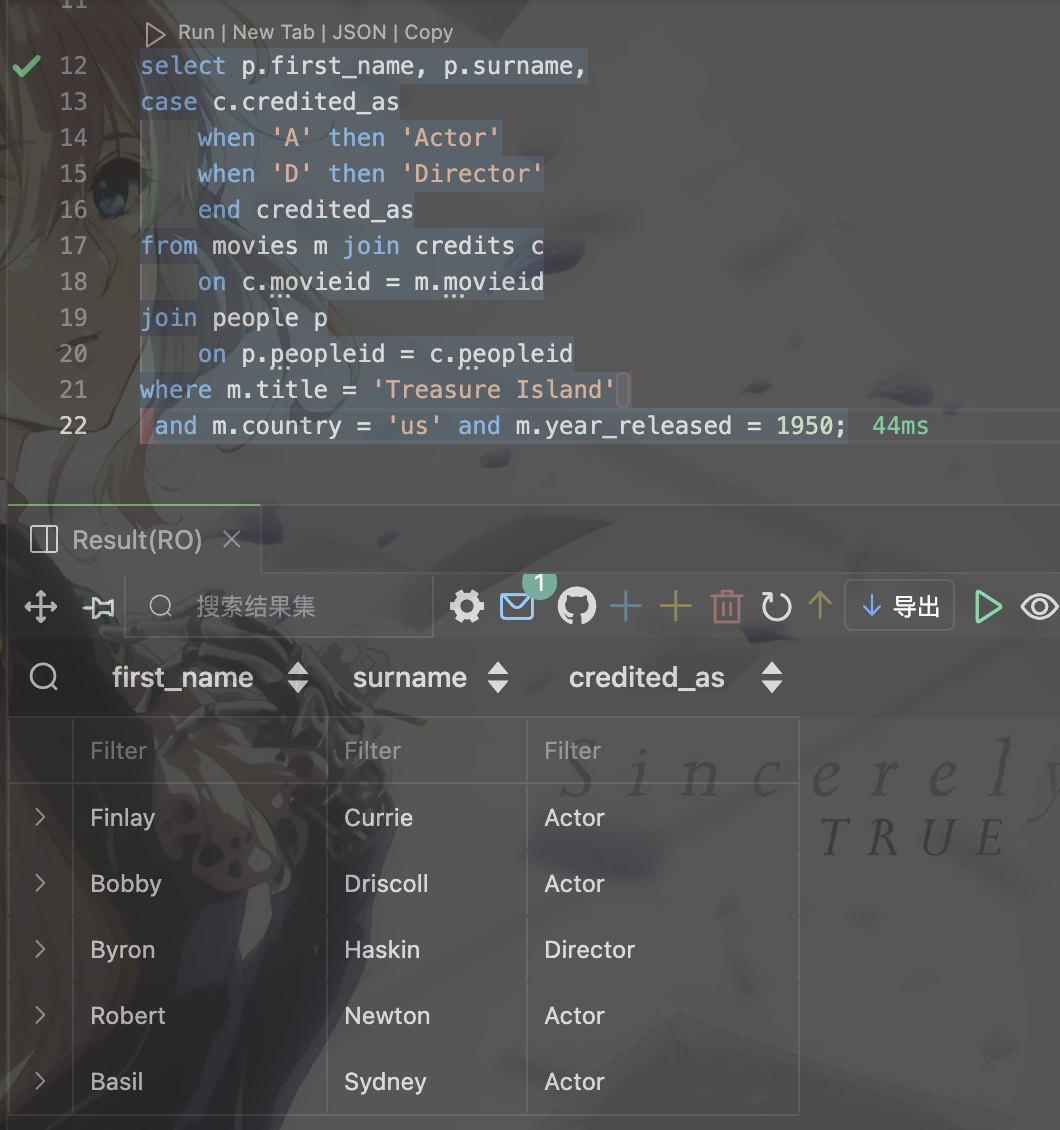 11
Run | New Tab | JSON | Copy
12 select p.first_name, p.surname,
13 case c.credited_as
14 when 'A' then 'Actor'
15 when 'D' then 'Director'
16 end credited_as
17 from movies m join credits c
18 on c.movieid = m.movieid
19 join people p
20 on p.peopleid = c.peopleid
21 where m.title = 'Treasure Island'
22 and m.country = 'us' and m.year_released = 1950; 44ms
Result(RO)
搜索结果集 1 导出
first_name surname credited_as
Filter Filter Filter
Finlay Currie Actor
Bobby Driscoll Actor
Byron Haskin Director
Robert Newton Actor
Basil Sydney Actor
Sincerely
TRUE